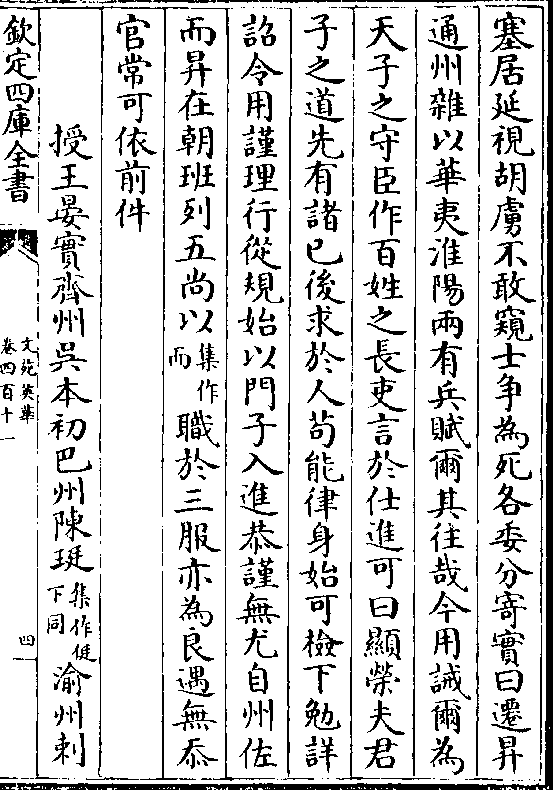 塞居延視胡虜不敢窺士争為死各委分寄實曰遷昇
通州雜以華夷淮陽兩有兵賦爾其往哉今用誡爾為
天子之守臣作百姓之長吏言於仕進可曰顯榮夫君
子之道先有諸已後求於人苟能律身始可檢下勉詳
詔令用謹理行從規始以門子入進恭謹無尤自州佐
而昇在朝班列五尚以集作而職於三服亦為良遇無忝
官常可依前件
授王晏實齊州吳本初巴州陳珽集作侹下同渝州刺
欽定四庫全書
文苑英華
卷四百十一
四